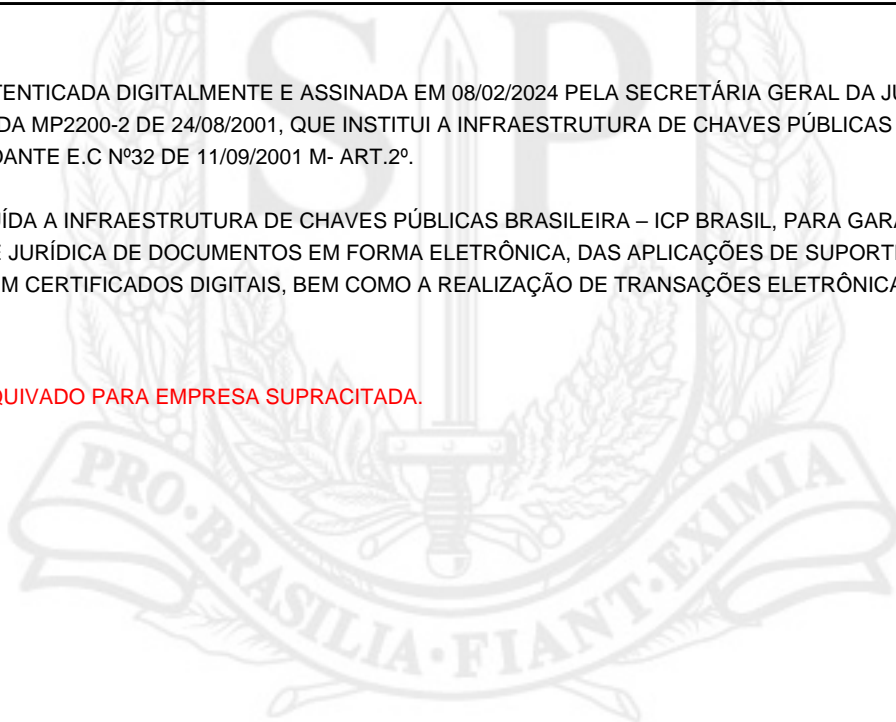 TENTICADA DIGITALMENTE E ASSINADA EM 08/02/2024 PELA SECRETÁRIA GERAL DA JU
DA MP2200-2 DE 24/08/2001, QUE INSTITUI A INFRAESTRUTURA DE CHAVES PÚBLICAS
DANTE E.C Nº32 DE 11/09/2001 M- ART.2º.
ÍDA A INFRAESTRUTURA DE CHAVES PÚBLICAS BRASILEIRA – ICP BRASIL, PARA GARA
E JURÍDICA DE DOCUMENTOS EM FORMA ELETRÔNICA, DAS APLICAÇÕES DE SUPORTE
M CERTIFICADOS DIGITAIS, BEM COMO A REALIZAÇÃO DE TRANSAÇÕES ELETRÔNICA
QUIVADO PARA EMPRESA SUPRACITADA.
SP
PRO·BRASILIA·FIANT·EXIMIA